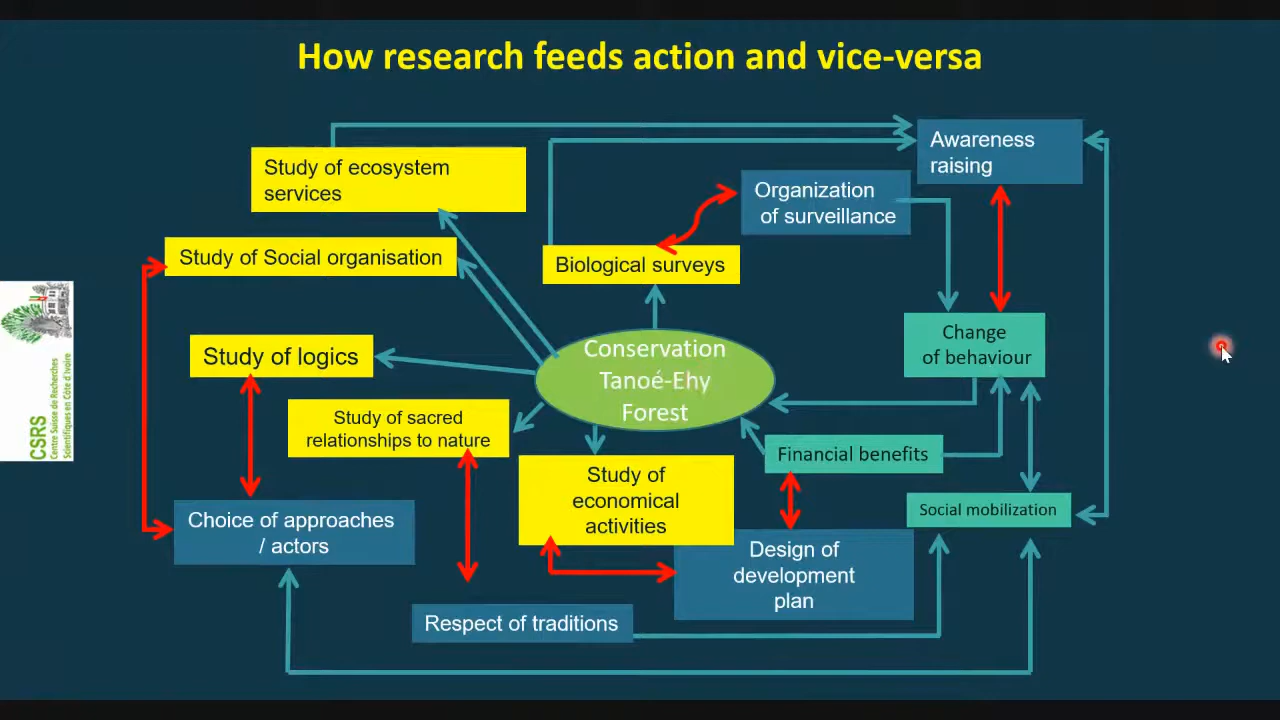 How research feeds action and vice-versa
Awareness
raising
Study of ecosystem
services
Organization
of surveillance
Study of Social organisation
Biological surveys
Change
of behaviour
Study of logics
Conservation
Tanoé-Ehy
Forest
Study of sacred
relationships to nature
Financial benefits
Study of
economical
activities
Social mobilization
Choice of approaches
/ actors
Design of
development
plan
Respect of traditions
CSRS
Centre Suisse de Recherches
Scientifiques en Côte d'Ivoire